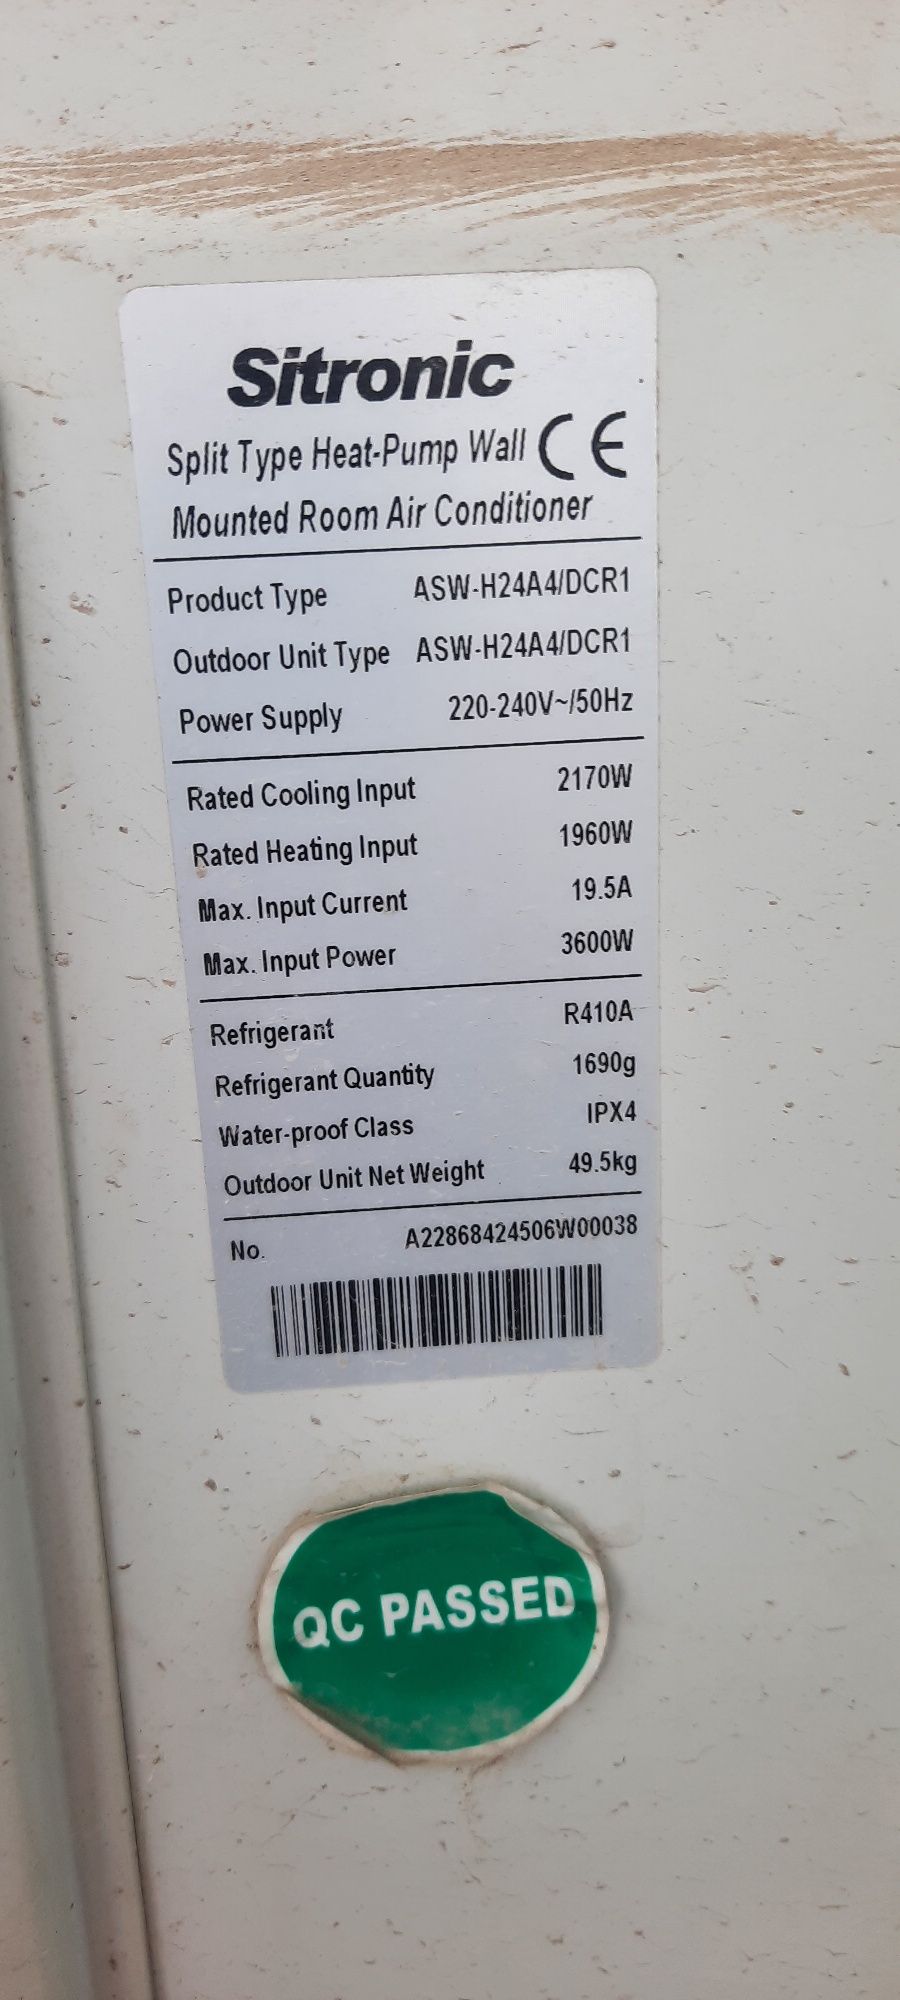 Sitronic
Split Type Heat-Pump Wall CE
Mounted Room Air Conditioner
Product Type ASW-H24A4/DCR1
Outdoor Unit Type ASW-H24A4/DCR1
Power Supply 220-240V~/50Hz
Rated Cooling Input 2170W
Rated Heating Input 1960W
Max. Input Current 19.5A
Max. Input Power 3600W
Refrigerant R410A
Refrigerant Quantity 1690g
Water-proof Class IPX4
Outdoor Unit Net Weight 49.5kg
No. A22868424506W00038
QC PASSED